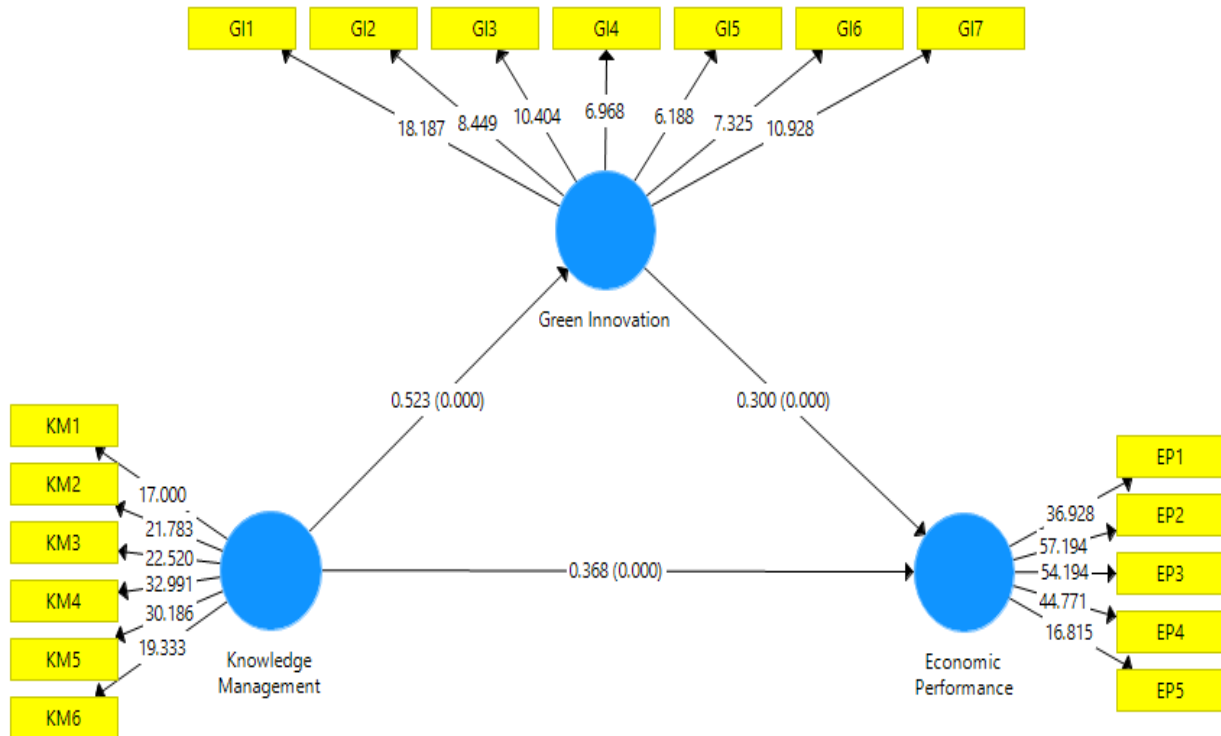 GI1 GI2 GI3 GI4 GI5 GI6 GI7
18.187 8.449 10.404 6.968 6.188 7.325 10.928
Green Innovation
0.523 (0.000) 0.300 (0.000)
KM1
KM2
KM3
KM4
KM5
KM6
17.000
21.783
22.520
32.991
30.186
19.333
Knowledge
Management
0.368 (0.000)
EP1
EP2
EP3
EP4
EP5
36.928
57.194
54.194
44.771
16.815
Economic
Performance